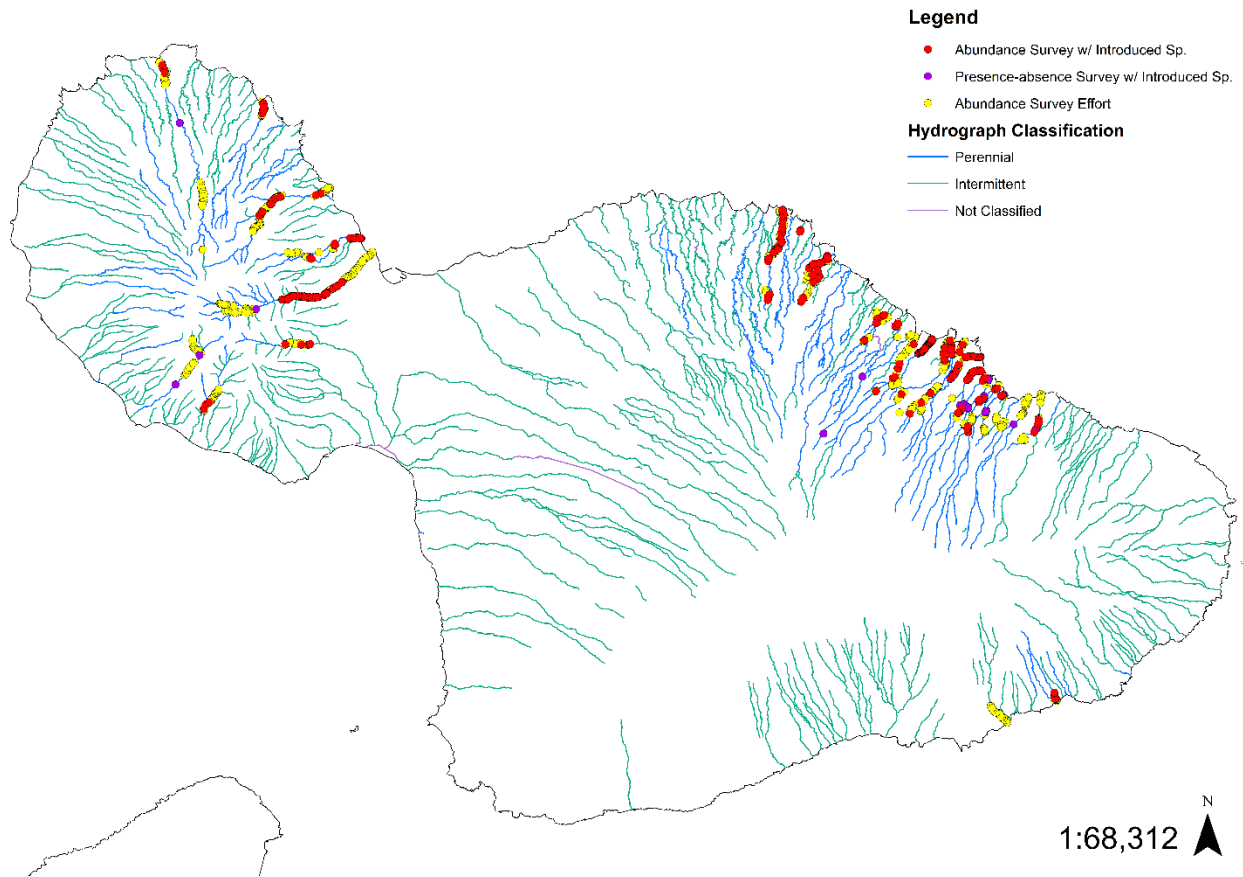 Legend
Abundance Survey w/ Introduced Sp.
Presence-absence Survey w/ Introduced Sp.
Abundance Survey Effort
Hydrograph Classification
Perennial
Intermittent
Not Classified
N
1:68,312